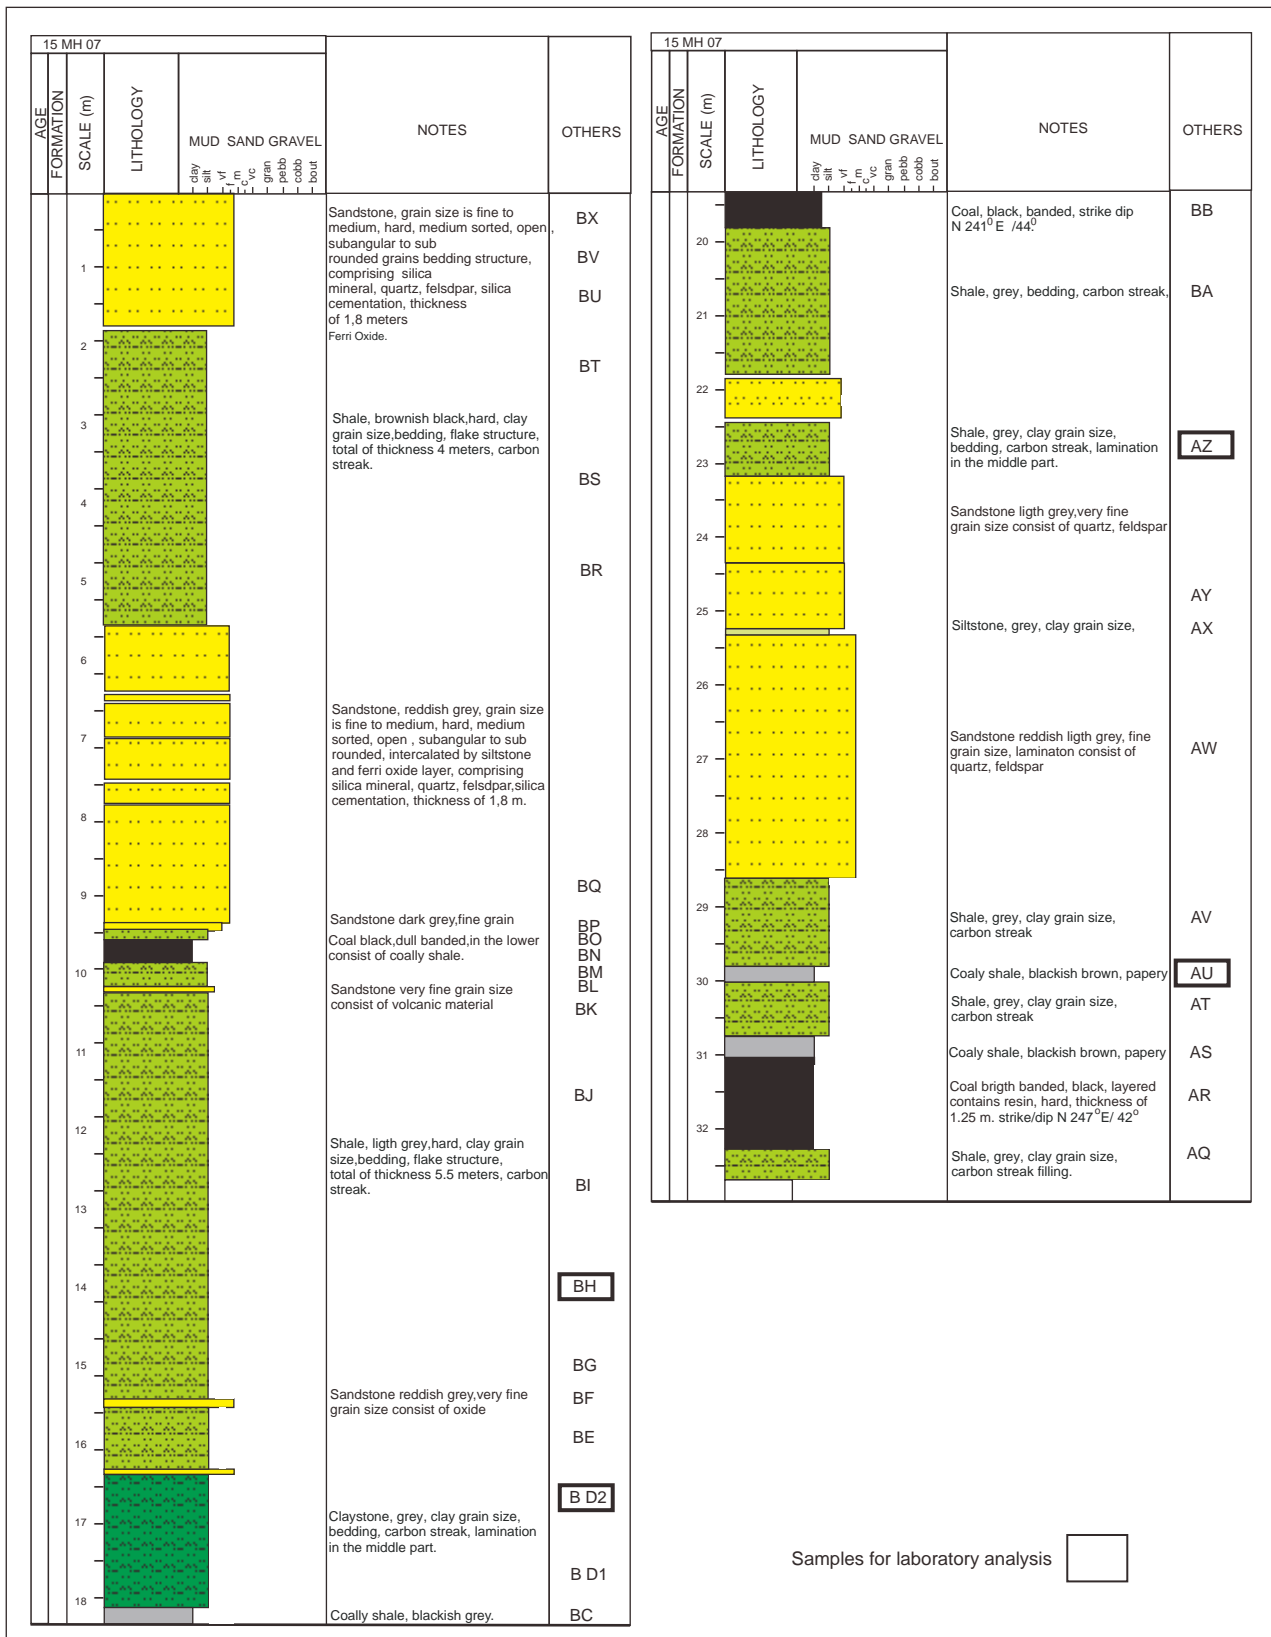 15 MH 07
AGE
FORMATION
SCALE (m)
LITHOLOGY
MUD SAND GRAVEL
clay
silt
vf
f
m
c
vc
gran
pebb
cobb
bout
NOTES
OTHERS
Sandstone, grain size is fine to
medium, hard, medium sorted, open ,
subangular to sub
rounded grains bedding structure,
comprising silica
mineral, quartz, felsdpar, silica
cementation, thickness
of 1,8 meters
Ferri Oxide.
BX
BV
BU
1
2
BT
3
Shale, brownish black,hard, clay
grain size,bedding, flake structure,
total of thickness 4 meters, carbon
streak.
BS
4
5
BR
6
7
Sandstone, reddish grey, grain size
is fine to medium, hard, medium
sorted, open , subangular to sub
rounded, intercalated by siltstone
and ferri oxide layer, comprising
silica mineral, quartz, felsdpar,silica
cementation, thickness of 1,8 m.
8
9
BQ
Sandstone dark grey,fine grain
BP
Coal black,dull banded,in the lower
consist of coally shale.
BO
BN
10
BM
BL
Sandstone very fine grain size
consist of volcanic material
BK
11
BJ
12
Shale, ligth grey,hard, clay grain
size,bedding, flake structure,
total of thickness 5.5 meters, carbon
streak.
BI
13
14
BH
15
BG
Sandstone reddish grey,very fine
grain size consist of oxide
BF
16
BE
B D2
17
Claystone, grey, clay grain size,
bedding, carbon streak, lamination
in the middle part.
B D1
18
Coally shale, blackish grey.
BC
15 MH 07
AGE
FORMATION
SCALE (m)
LITHOLOGY
MUD SAND GRAVEL
clay
silt
vf
f
m
c
vc
gran
pebb
cobb
bout
NOTES
OTHERS
Coal, black, banded, strike dip
N 241⁰ E /44⁰
BB
20
Shale, grey, bedding, carbon streak,
BA
21
22
Shale, grey, clay grain size,
bedding, carbon streak, lamination
in the middle part.
AZ
23
Sandstone ligth grey,very fine
grain size consist of quartz, feldspar
24
AY
25
Siltstone, grey, clay grain size,
AX
26
Sandstone reddish ligth grey, fine
grain size, laminaton consist of
quartz, feldspar
AW
27
28
29
Shale, grey, clay grain size,
carbon streak
AV
30
Coaly shale, blackish brown, papery
AU
Shale, grey, clay grain size,
carbon streak
AT
31
Coaly shale, blackish brown, papery
AS
Coal brigth banded, black, layered
contains resin, hard, thickness of
1.25 m. strike/dip N 247°E/ 42°
AR
32
Shale, grey, clay grain size,
carbon streak filling.
AQ
Samples for laboratory analysis